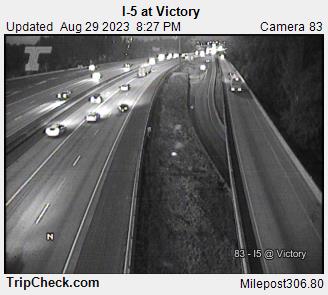 I-5 at Victory
Updated Aug 29 2023 8:27 PM Camera 83
T
N
83 - I5 @ Victory
TripCheck.com Milepost306.80